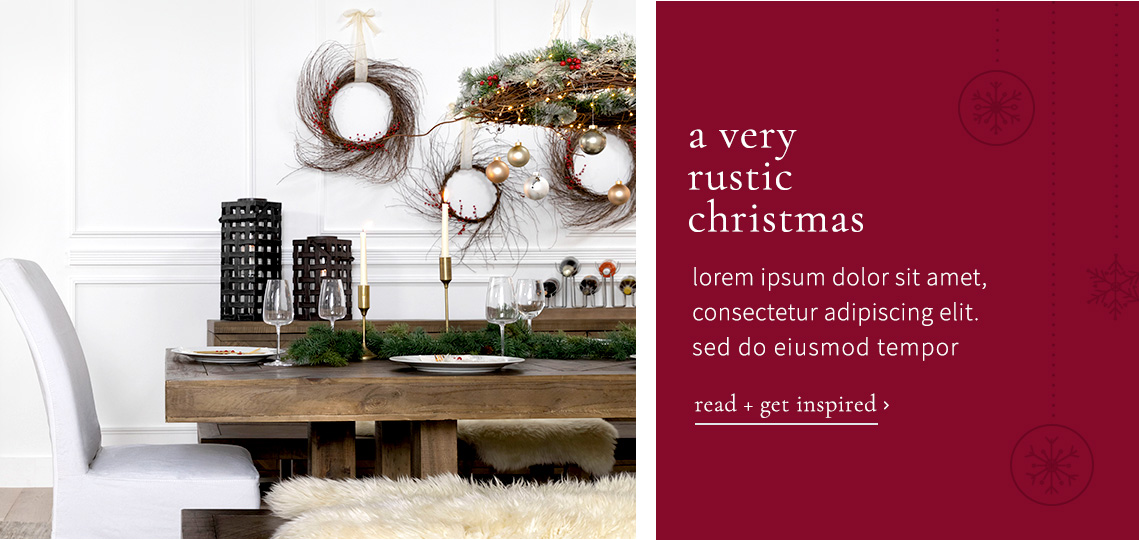 a very
rustic
christmas
lorem ipsum dolor sit amet,
consectetur adipiscing elit.
sed do eiusmod tempor
read + get inspired ›